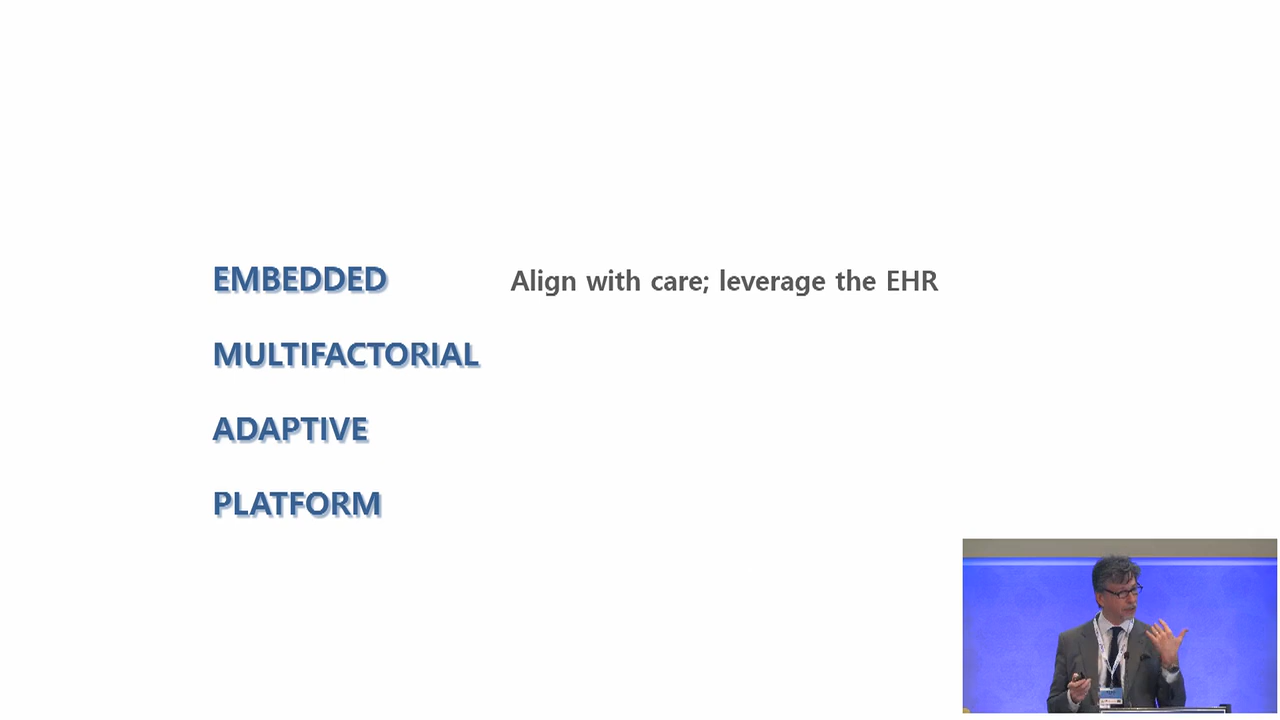 EMBEDDED Align with care; leverage the EHR
MULTIFACTORIAL
ADAPTIVE
PLATFORM